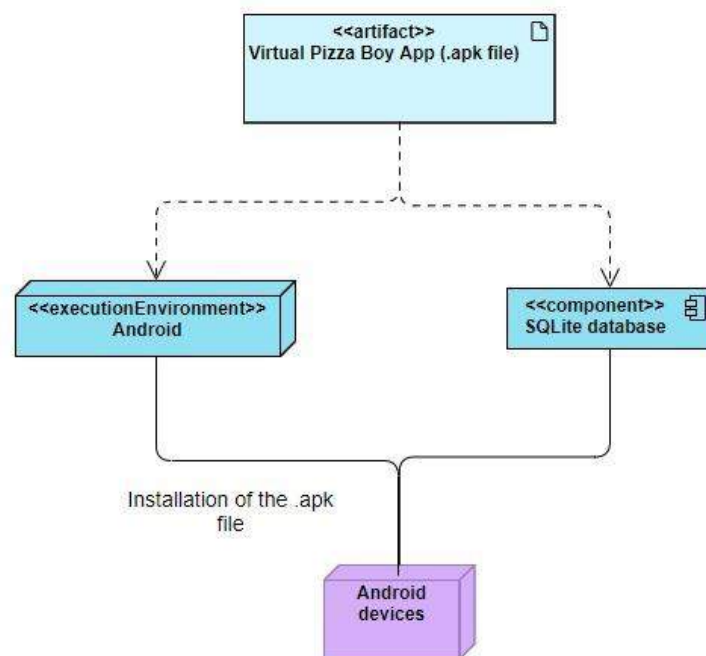 <<artifact>>
Virtual Pizza Boy App (.apk file)
<<executionEnvironment>>
Android
<<component>>
SQLite database
Installation of the .apk
file
Android
devices